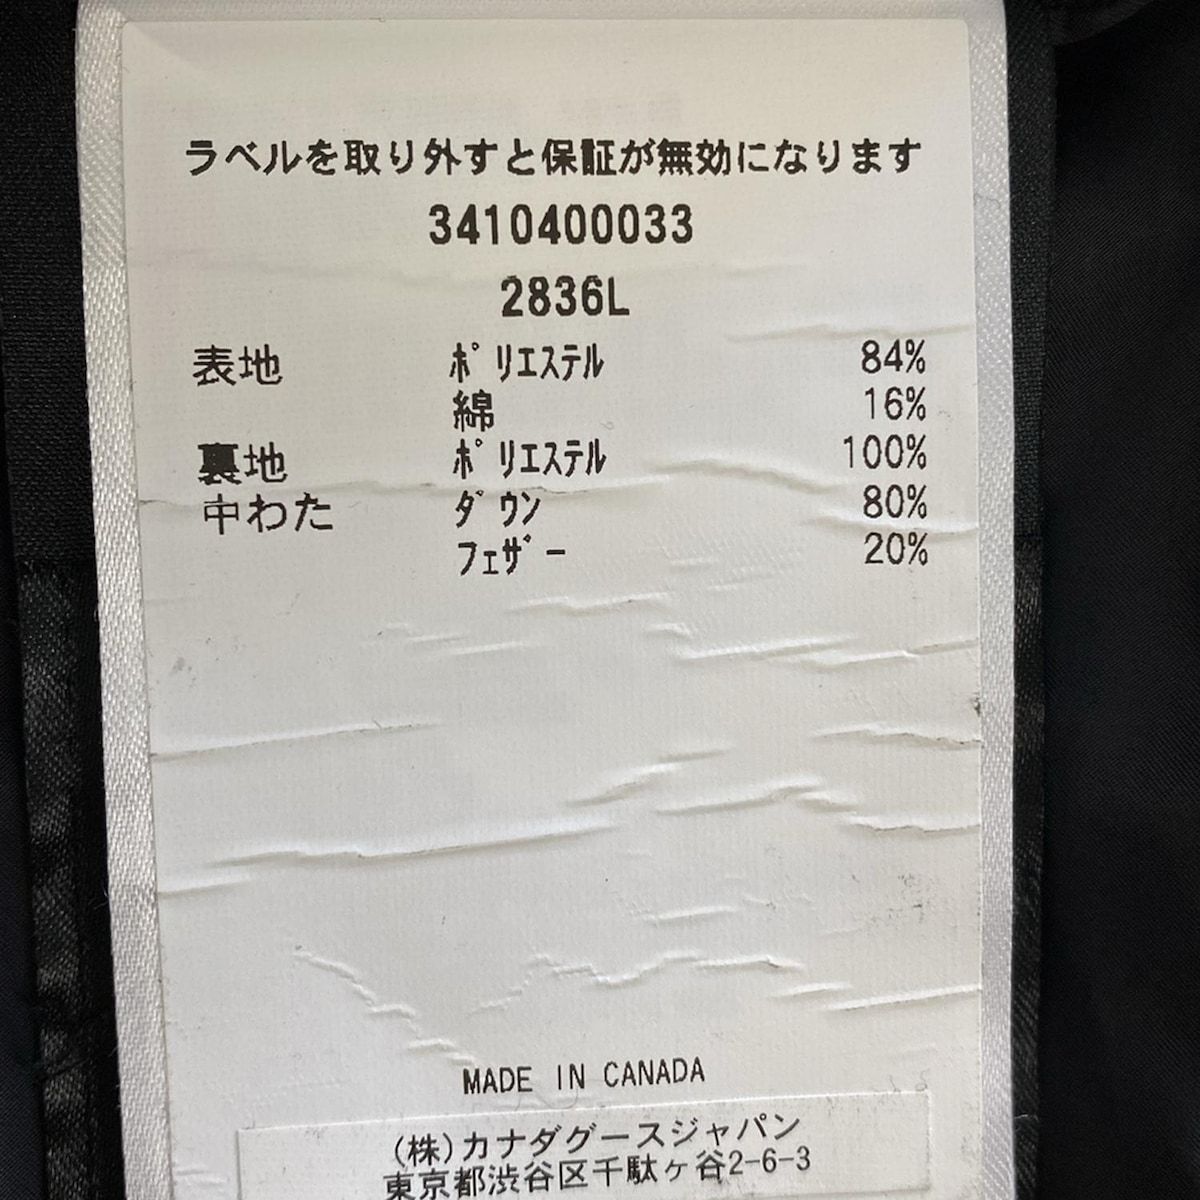 ラベルを取り外すと保証が無効になります
3410400033
2836L
表地 ポリエステル 84%
綿 16%
裏地 ポリエステル 100%
中わた ダウン 80%
フェザー 20%
MADE IN CANADA
(株)カナダグースジャパン
東京都渋谷区千駄ヶ谷2-6-3